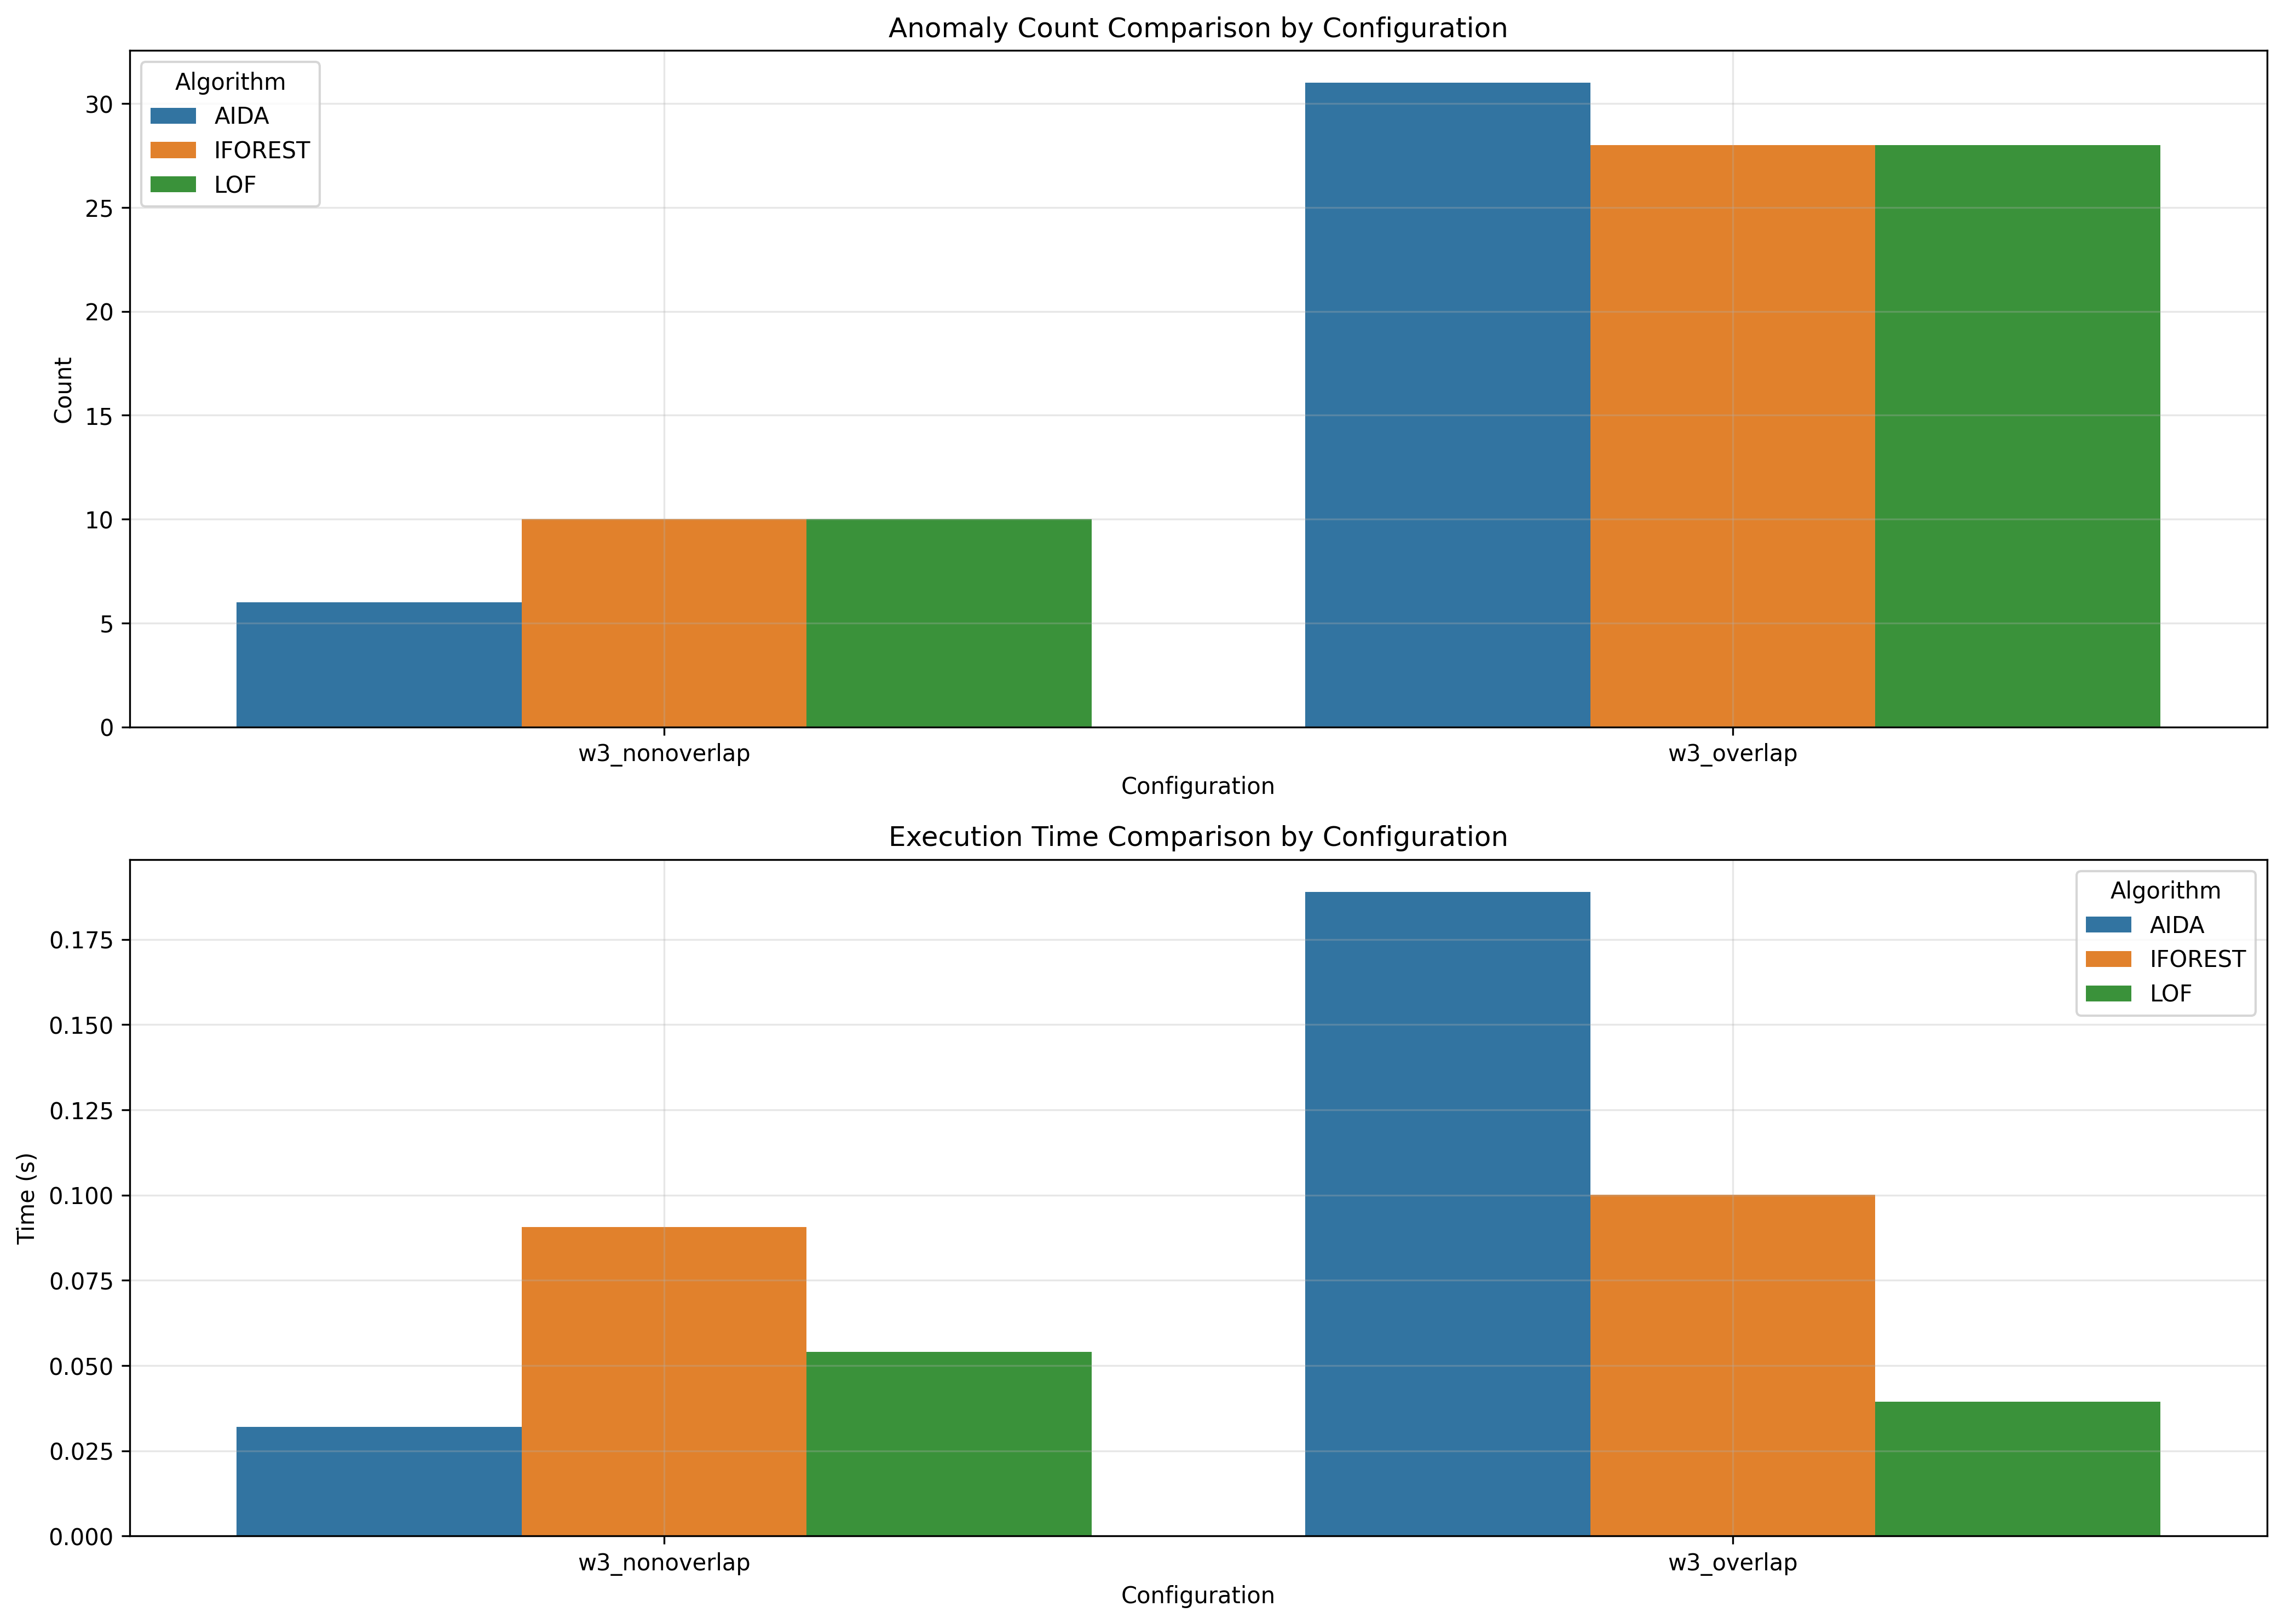 Anomaly Count Comparison by Configuration
Algorithm
AIDA
IFOREST
LOF
30
25
20
15
10
5
0
Count
w3_nonoverlap
w3_overlap
Configuration
Execution Time Comparison by Configuration
Algorithm
AIDA
IFOREST
LOF
0.175
0.150
0.125
0.100
0.075
0.050
0.025
0.000
Time (s)
w3_nonoverlap
w3_overlap
Configuration